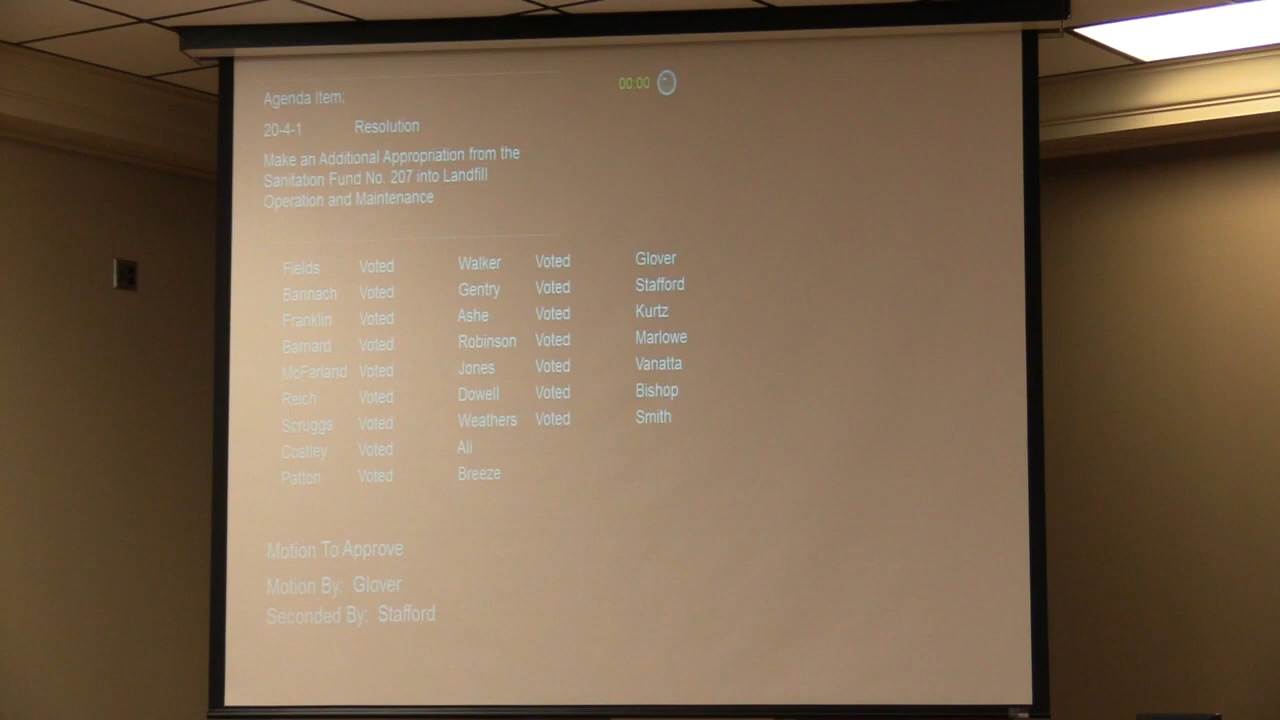 00:00
Agenda Item:
20-4-1 Resolution
Make an Additional Appropriation from the
Sanitation Fund No. 207 into Landfill
Operation and Maintenance
Fields Voted Walker Voted Glover
Bannach Voted Gentry Voted Stafford
Franklin Voted Ashe Voted Kurtz
Barnard Voted Robinson Voted Marlowe
McFarland Voted Jones Voted Vanatta
Reich Voted Dowell Voted Bishop
Scruggs Voted Weathers Voted Smith
Costley Voted Ali
Patton Voted Breeze
Motion To Approve
Motion By: Glover
Seconded By: Stafford